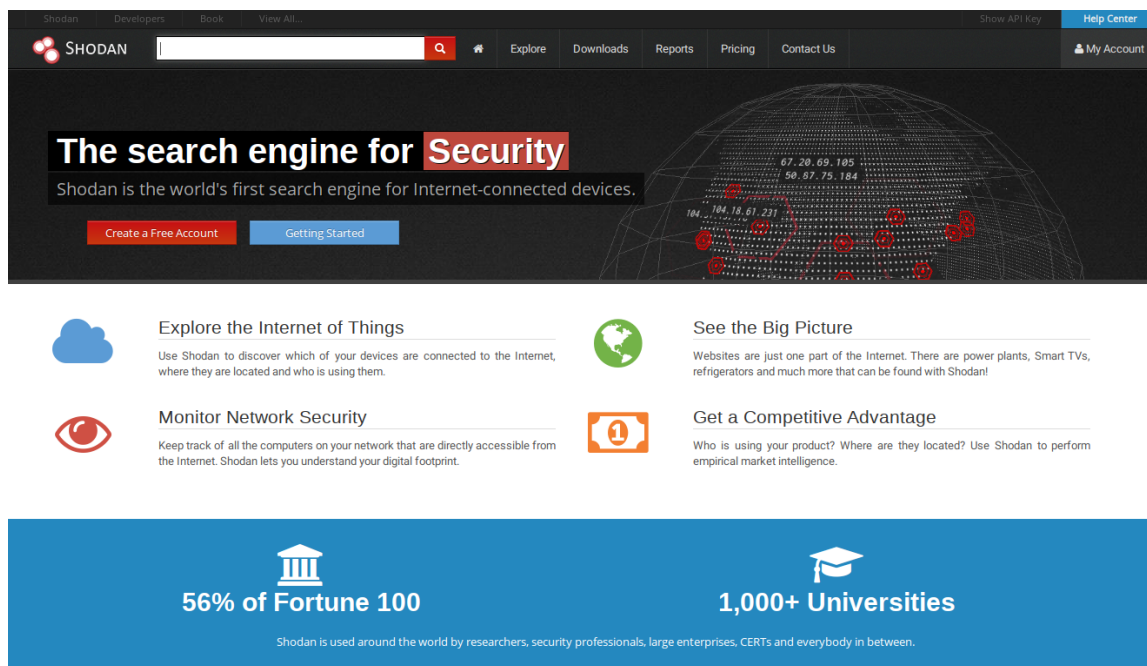 Shodan Developers Book View All... Show API Key Help Center
SHODAN Explore Downloads Reports Pricing Contact Us My Account
The search engine for Security
Shodan is the world's first search engine for Internet-connected devices.
Create a Free Account Getting Started
67.20.69.105
50.87.75.184
104.18.61.231
104.
Explore the Internet of Things
Use Shodan to discover which of your devices are connected to the Internet,
where they are located and who is using them.
See the Big Picture
Websites are just one part of the Internet. There are power plants, Smart TVs,
refrigerators and much more that can be found with Shodan!
Monitor Network Security
Keep track of all the computers on your network that are directly accessible from
the Internet. Shodan lets you understand your digital footprint.
Get a Competitive Advantage
Who is using your product? Where are they located? Use Shodan to perform
empirical market intelligence.
1
56% of Fortune 100
1,000+ Universities
Shodan is used around the world by researchers, security professionals, large enterprises, CERTs and everybody in between.